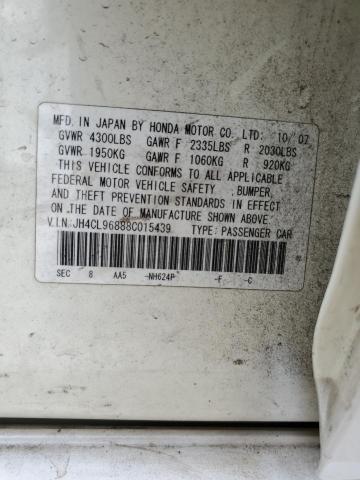 MFD. IN JAPAN BY HONDA MOTOR CO. LTD: 10/07
GVWR 4300LBS GAWR F 2335LBS R 2030LBS
GVWR 1950KG GAWR F 1060KG R 920KG
THIS VEHICLE CONFORMS TO ALL APPLICABLE
FEDERAL MOTOR VEHICLE SAFETY , BUMPER,
AND THEFT PREVENTION STANDARDS IN EFFECT
ON THE DATE OF MANUFACTURE SHOWN ABOVE.
V.I.N: JH4CL96888C015439 TYPE: PASSENGER CAR
SEC 8 AA5 -NH624P -F -C